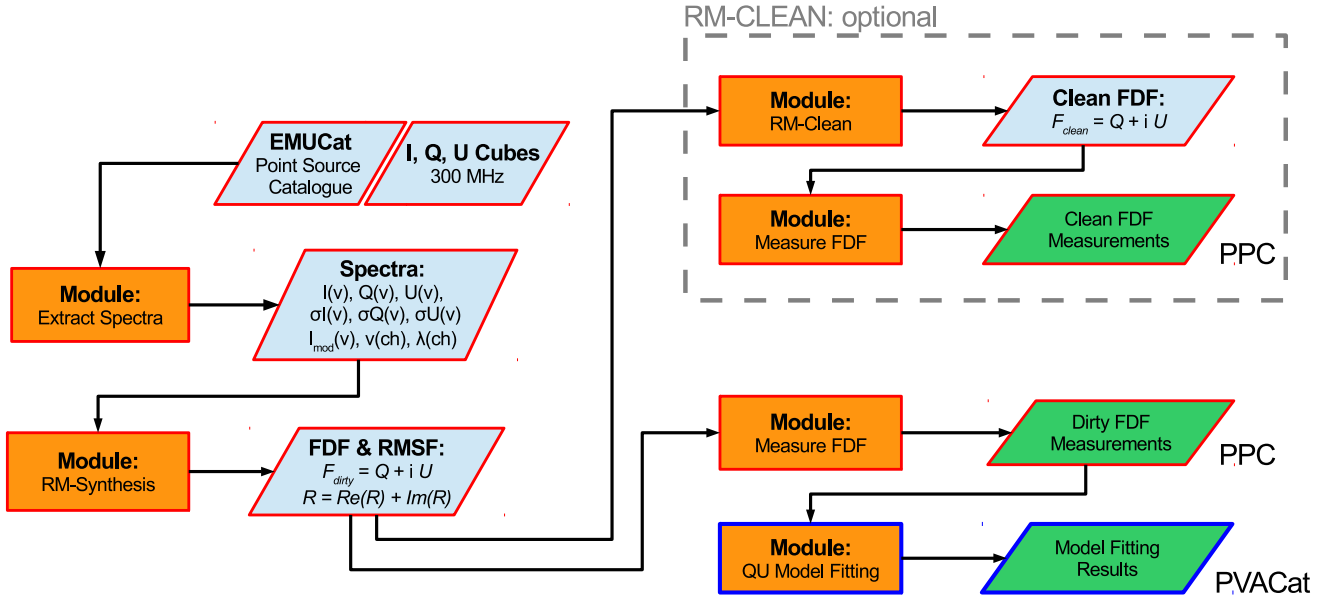 RM-CLEAN: optional
Module:
RM-Clean
Clean FDF:
F_clean = Q + i U
Module:
Measure FDF
Clean FDF
Measurements
PPC
EMUCat
Point Source
Catalogue
I, Q, U Cubes
300 MHz
Module:
Extract Spectra
Spectra:
I(ν), Q(ν), U(ν),
σI(ν), σQ(ν), σU(ν)
I_mod(ν), ν(ch), λ(ch)
Module:
RM-Synthesis
FDF & RMSF:
F_dirty = Q + i U
R = Re(R) + Im(R)
Module:
Measure FDF
Dirty FDF
Measurements
PPC
Module:
QU Model Fitting
Model Fitting
Results
PVACat